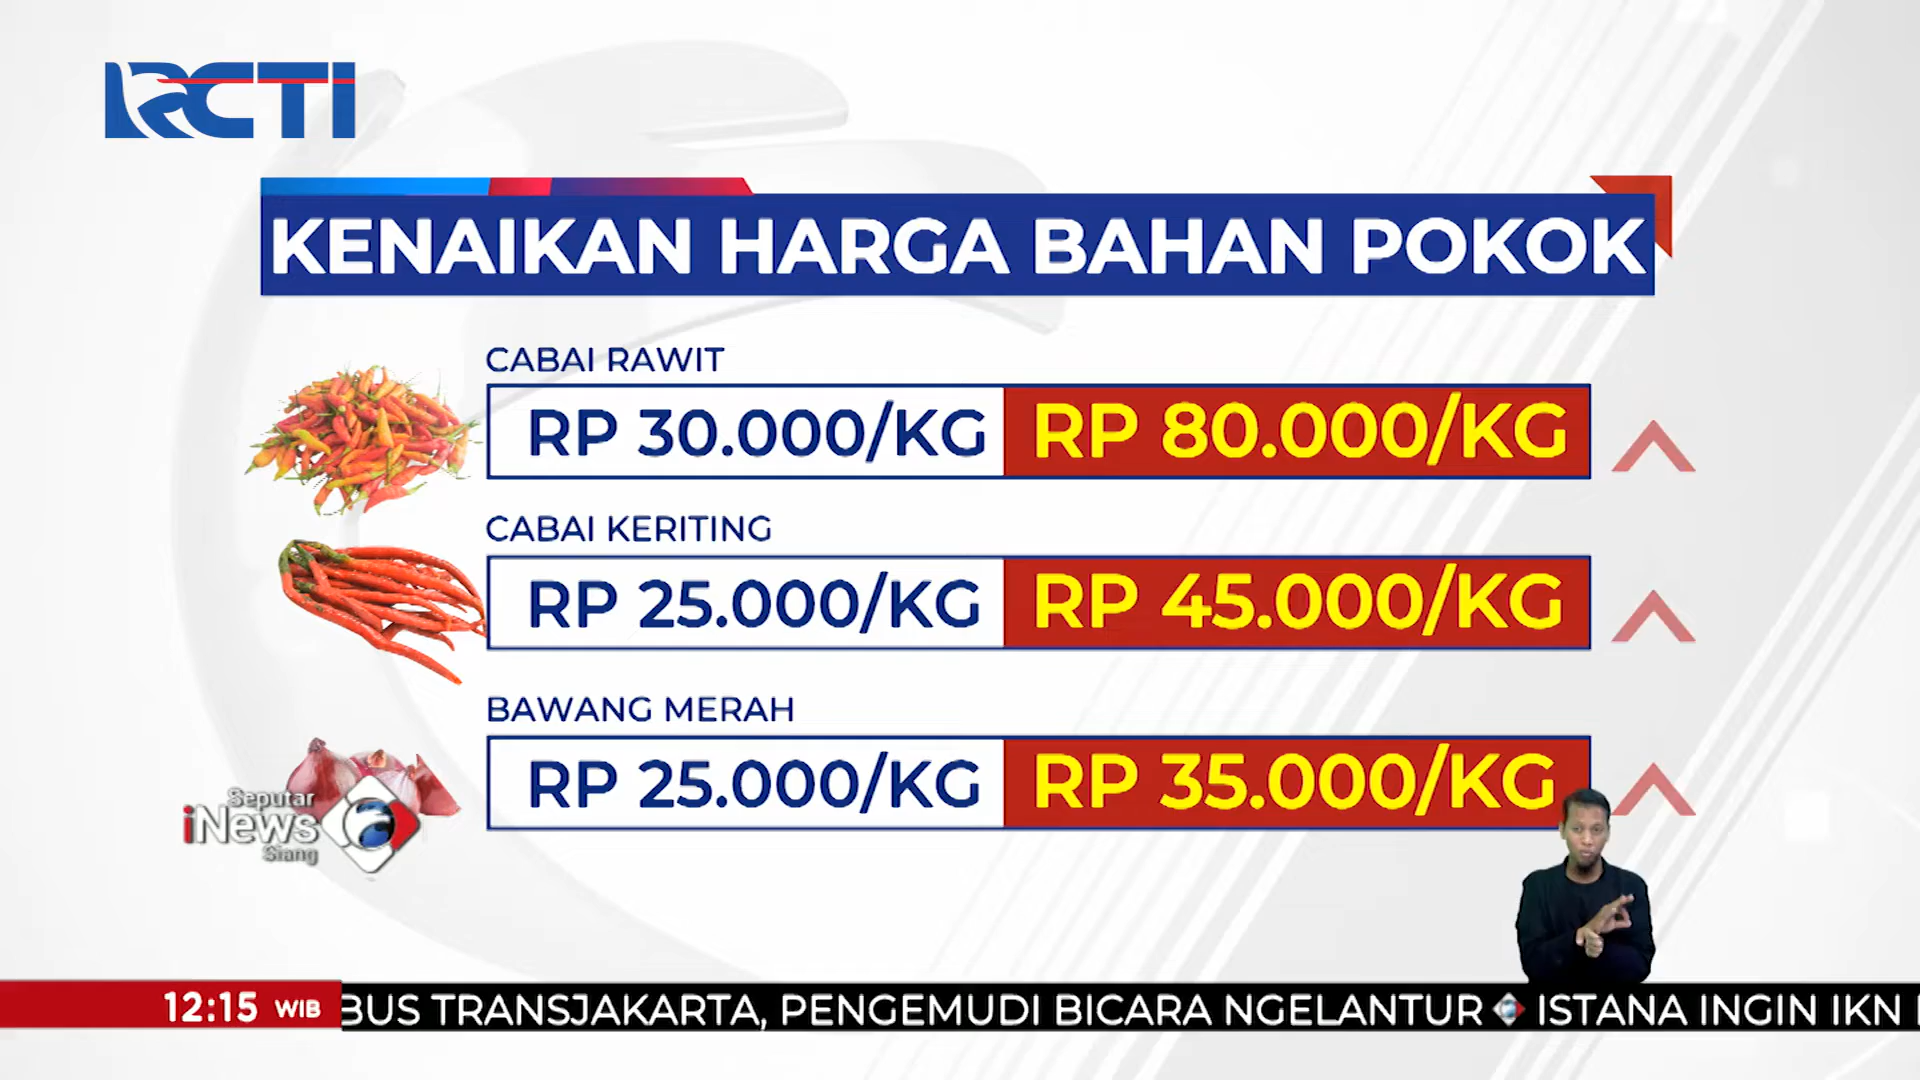 RCTI
KENAIKAN HARGA BAHAN POKOK
CABAI RAWIT
RP 30.000/KG RP 80.000/KG
CABAI KERITING
RP 25.000/KG RP 45.000/KG
BAWANG MERAH
RP 25.000/KG RP 35.000/KG
Seputar
iNews
Siang
12:15 WIB BUS TRANSJAKARTA, PENGEMUDI BICARA NGELANTUR ISTANA INGIN IKN